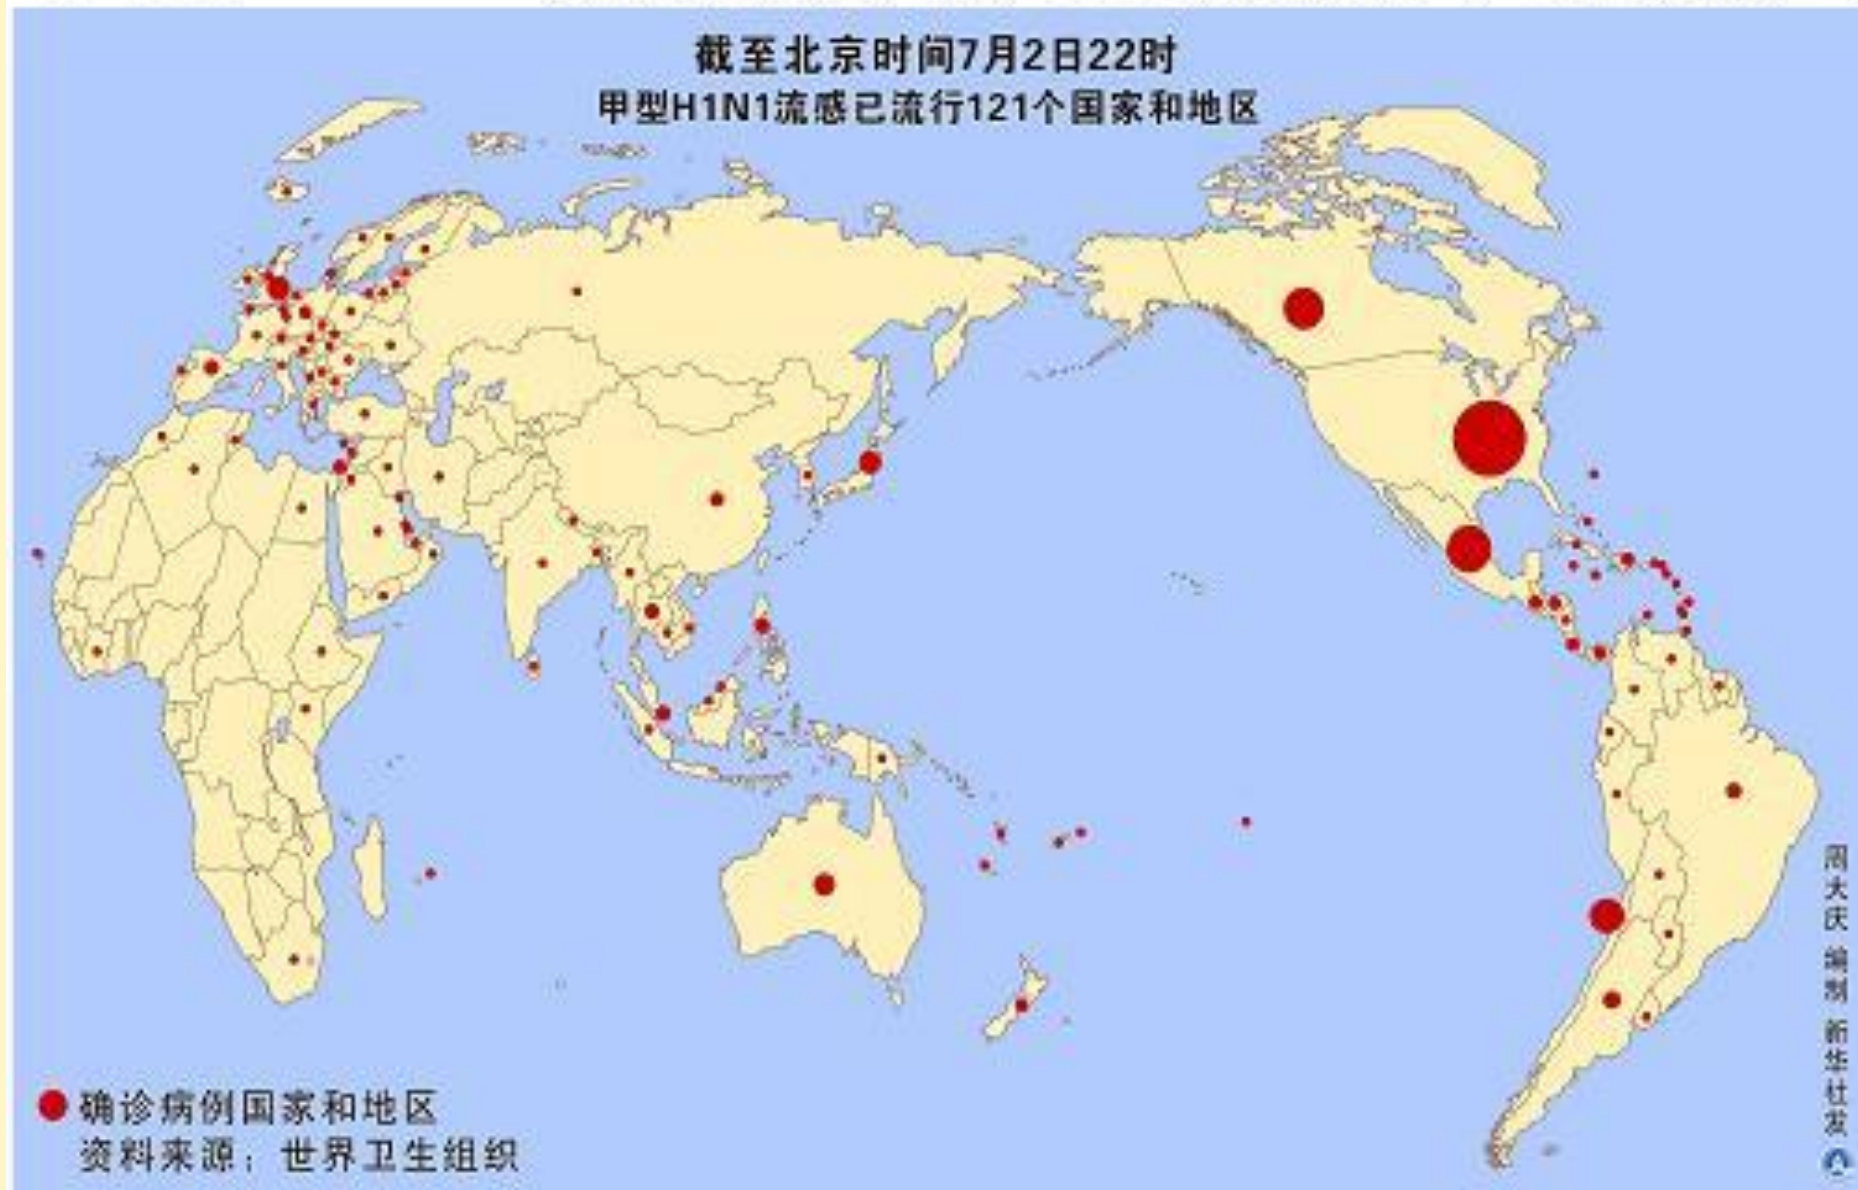 截至北京时间7月2日22时
甲型H1N1流感已流行121个国家和地区
确诊病例国家和地区
资料来源：世界卫生组织
周大庆 编制 新华社发